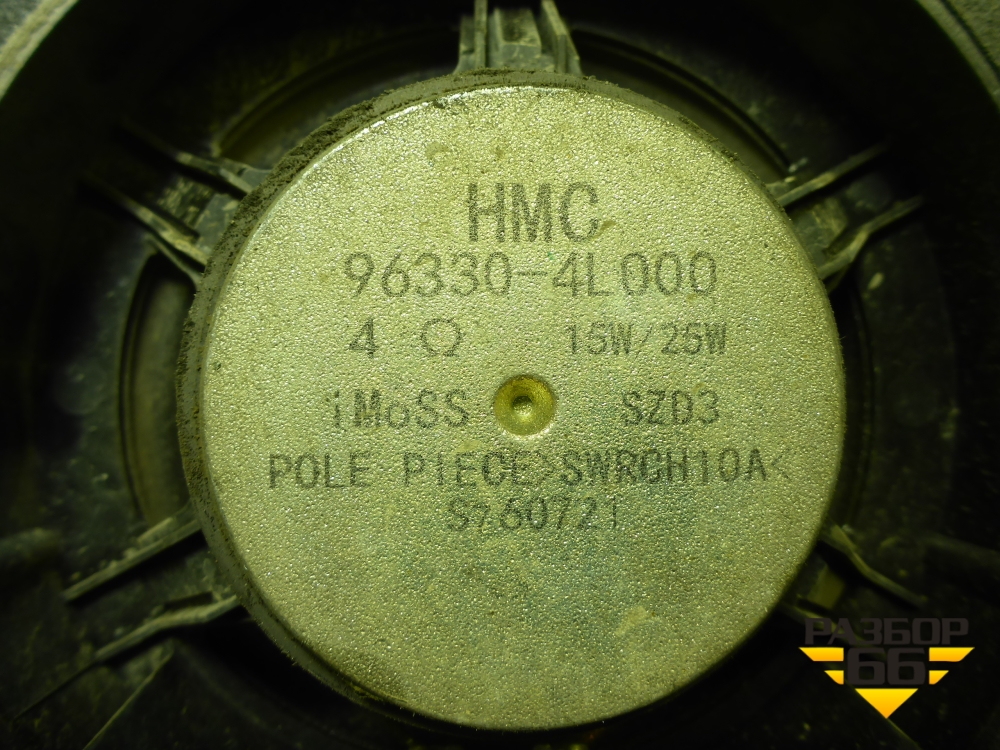 HMC
96330-4L000
4 Ω 15W/25W
iMoSS SZD3
POLE PIECE>SWRCH10A<
S760721
РАЗБОР
66